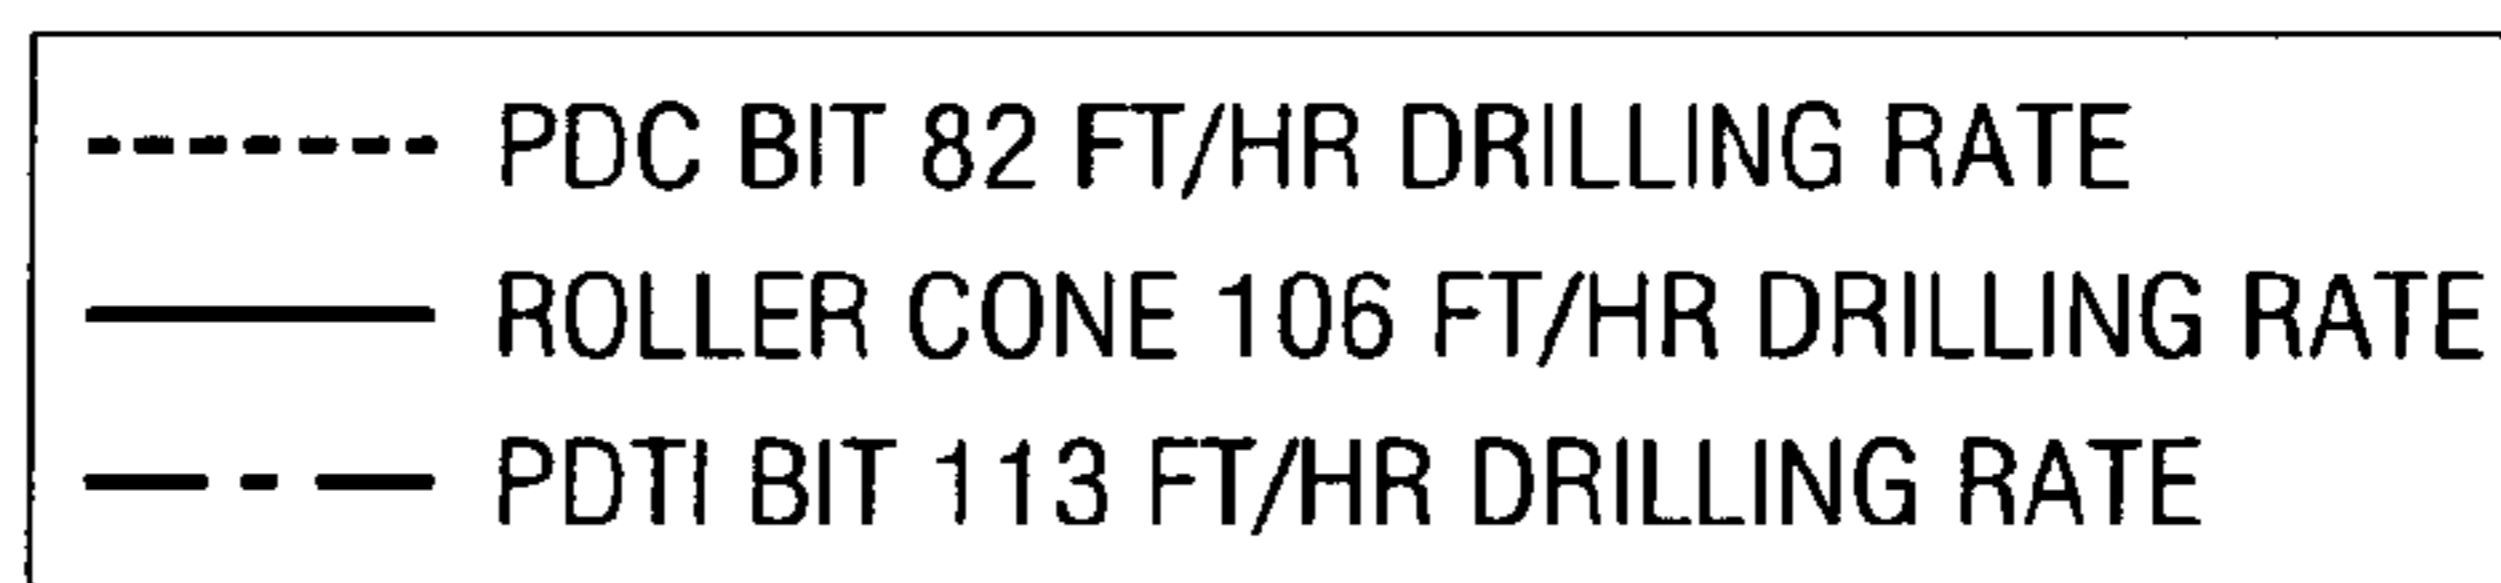 PDC BIT 82 FT/HR DRILLING RATE
ROLLER CONE 106 FT/HR DRILLING RATE
PDTI BIT 113 FT/HR DRILLING RATE